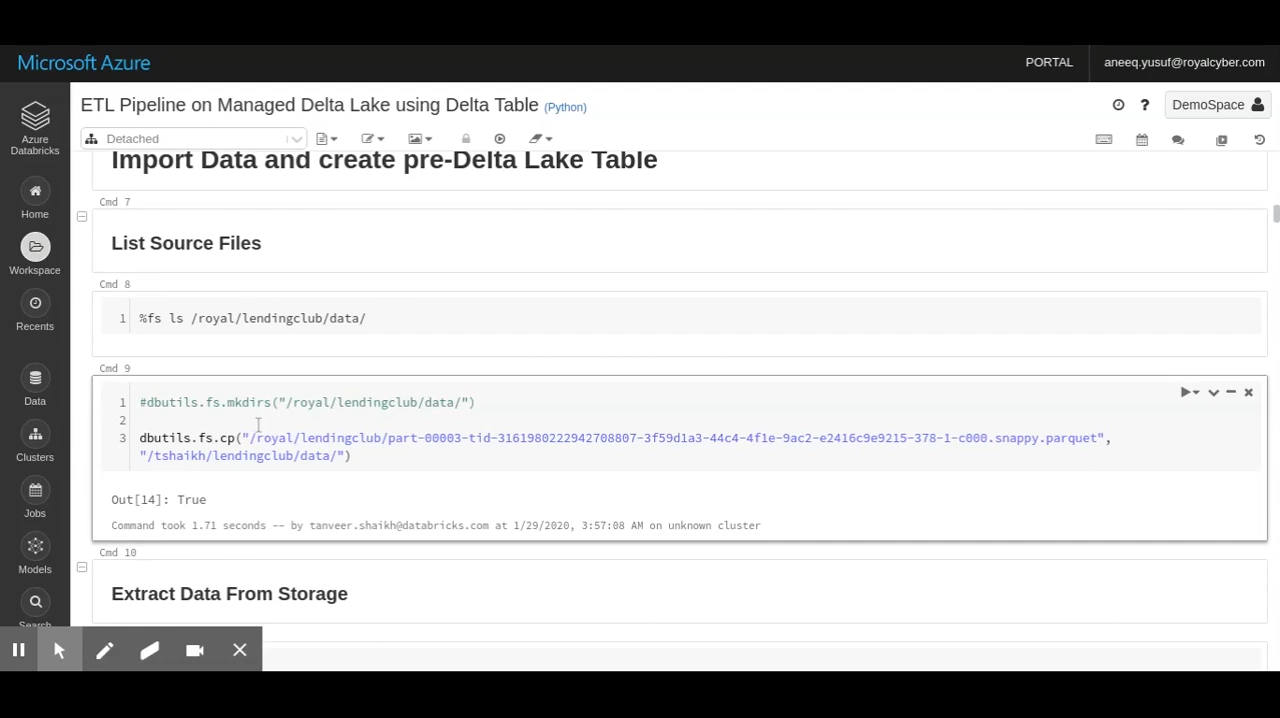 Microsoft Azure
PORTAL
aneeq.yusuf@royalcyber.com
ETL Pipeline on Managed Delta Lake using Delta Table (Python)
DemoSpace
Azure
Databricks
Detached
Import Data and create pre-Delta Lake Table
Cmd 7
Home
List Source Files
Workspace
Cmd 8
1 %fs ls /royal/lendingclub/data/
Recents
Cmd 9
1 #dbutils.fs.mkdirs("/royal/lendingclub/data/")
Data
2
3 dbutils.fs.cp("/royal/lendingclub/part-00003-tid-3161980222942708807-3f59d1a3-44c4-4f1e-9ac2-e2416c9e9215-378-1-c000.snappy.parquet",
"/tshaikh/lendingclub/data/")
Clusters
Out[14]: True
Jobs
Command took 1.71 seconds -- by tanveer.shaikh@databricks.com at 1/29/2020, 3:57:08 AM on unknown cluster
Cmd 10
Models
Extract Data From Storage
Search